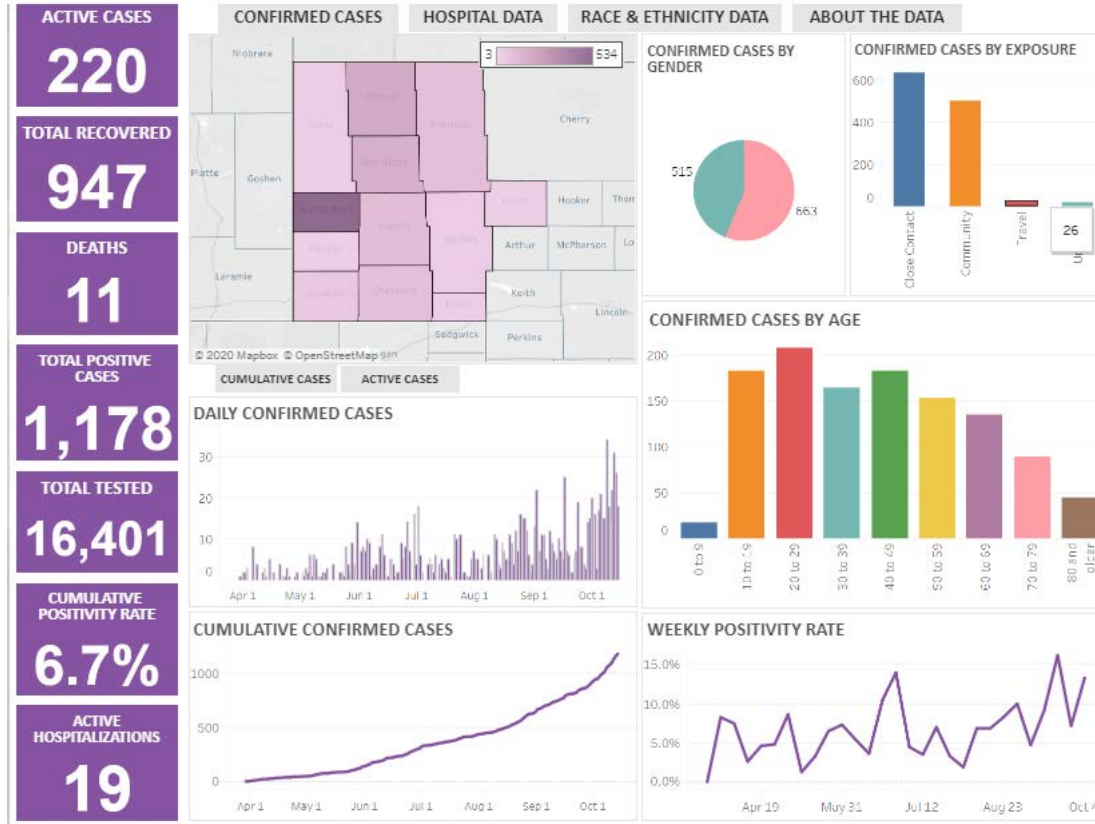 ACTIVE CASES
220
TOTAL RECOVERED
947
DEATHS
11
TOTAL POSITIVE
CASES
1,178
TOTAL TESTED
16,401
CUMULATIVE
POSITIVITY RATE
6.7%
ACTIVE
HOSPITALIZATIONS
19
CONFIRMED CASES
HOSPITAL DATA
RACE & ETHNICITY DATA
ABOUT THE DATA
3
534
Niobrara
Cherry
Platte
Goshen
Hooker
Thom
Grant
Arthur
McPherson
Lo
Laramie
Keith
Lincoln
Cheyenne
Sedgwick
Perkins
© 2020 Mapbox © OpenStreetMap
CUMULATIVE CASES
ACTIVE CASES
DAILY CONFIRMED CASES
30
20
10
0
Apr 1
May 1
Jun 1
Jul 1
Aug 1
Sep 1
Oct 1
CUMULATIVE CONFIRMED CASES
1000
500
0
Apr 1
May 1
Jun 1
Jul 1
Aug 1
Sep 1
Oct 1
CONFIRMED CASES BY
GENDER
515
663
CONFIRMED CASES BY EXPOSURE
600
400
200
0
Close Contact
Community
Travel
Un
26
CONFIRMED CASES BY AGE
200
150
100
50
0
0 to 9
10 to 19
20 to 29
30 to 39
40 to 49
50 to 59
60 to 69
70 to 79
80 and
older
WEEKLY POSITIVITY RATE
15.0%
10.0%
5.0%
0.0%
Apr 19
May 31
Jul 12
Aug 23
Oct 4